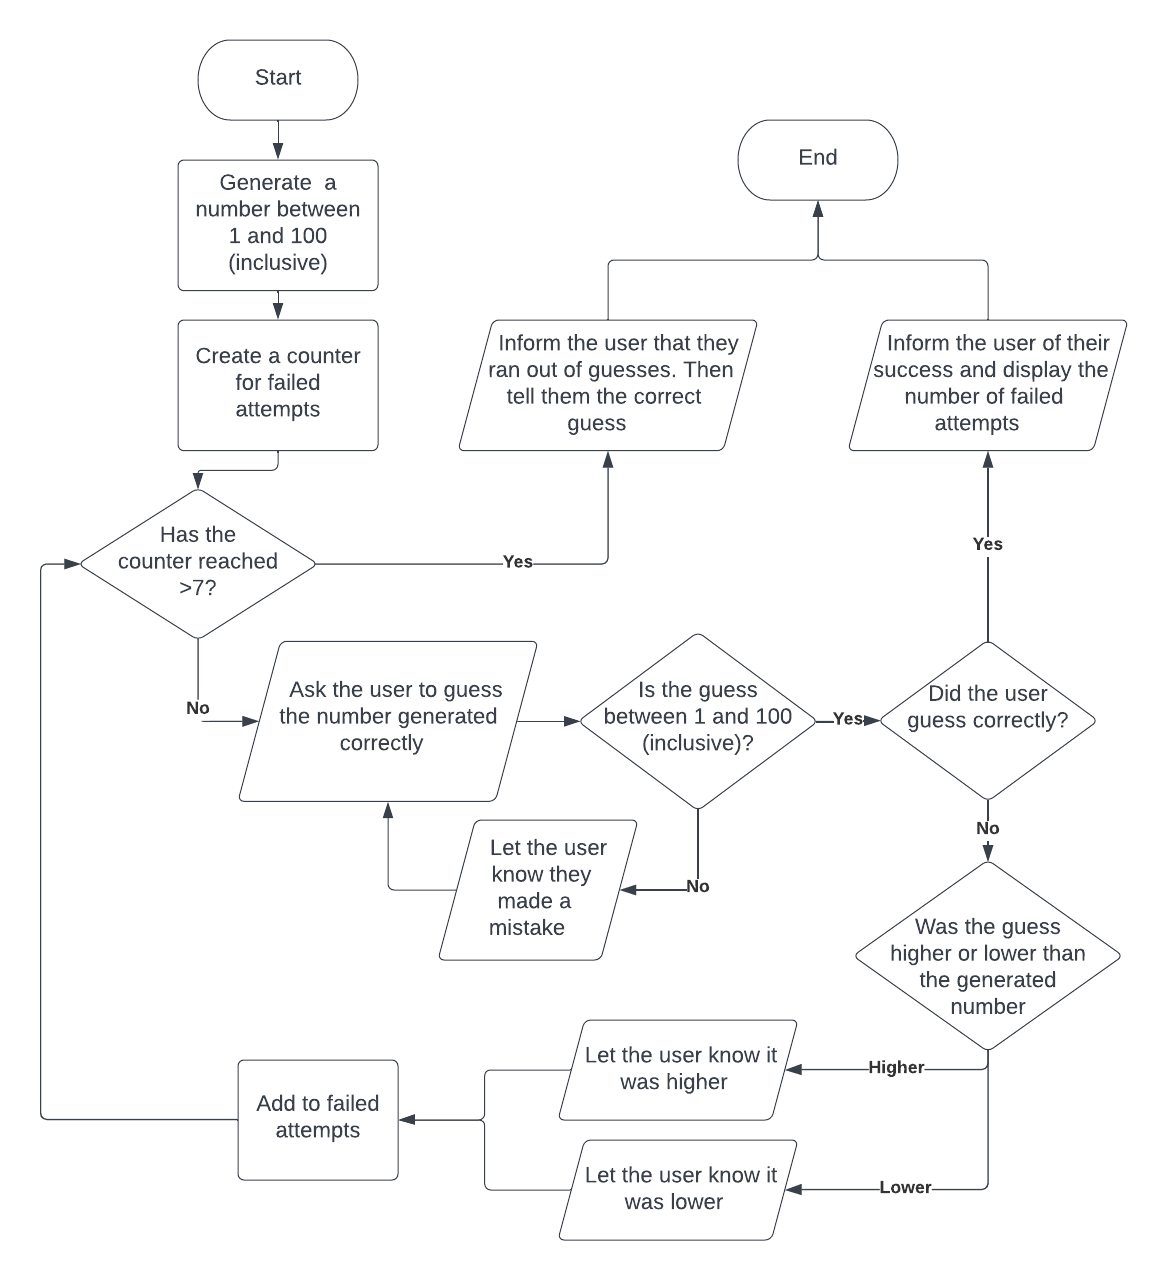 Start
Generate  a
number between
1 and 100
(inclusive)
Create a counter
for failed
attempts
End
Inform the user that they
ran out of guesses. Then
tell them the correct
guess
Inform the user of their
success and display the
number of failed
attempts
Has the
counter reached
>7?
Yes
Yes
No
Ask the user to guess
the number generated
correctly
Is the guess
between 1 and 100
(inclusive)?
Yes
Did the user
guess correctly?
No
Let the user
know they
made a
mistake
No
Was the guess
higher or lower than
the generated
number
Higher
Let the user know it
was higher
Lower
Let the user know it
was lower
Add to failed
attempts